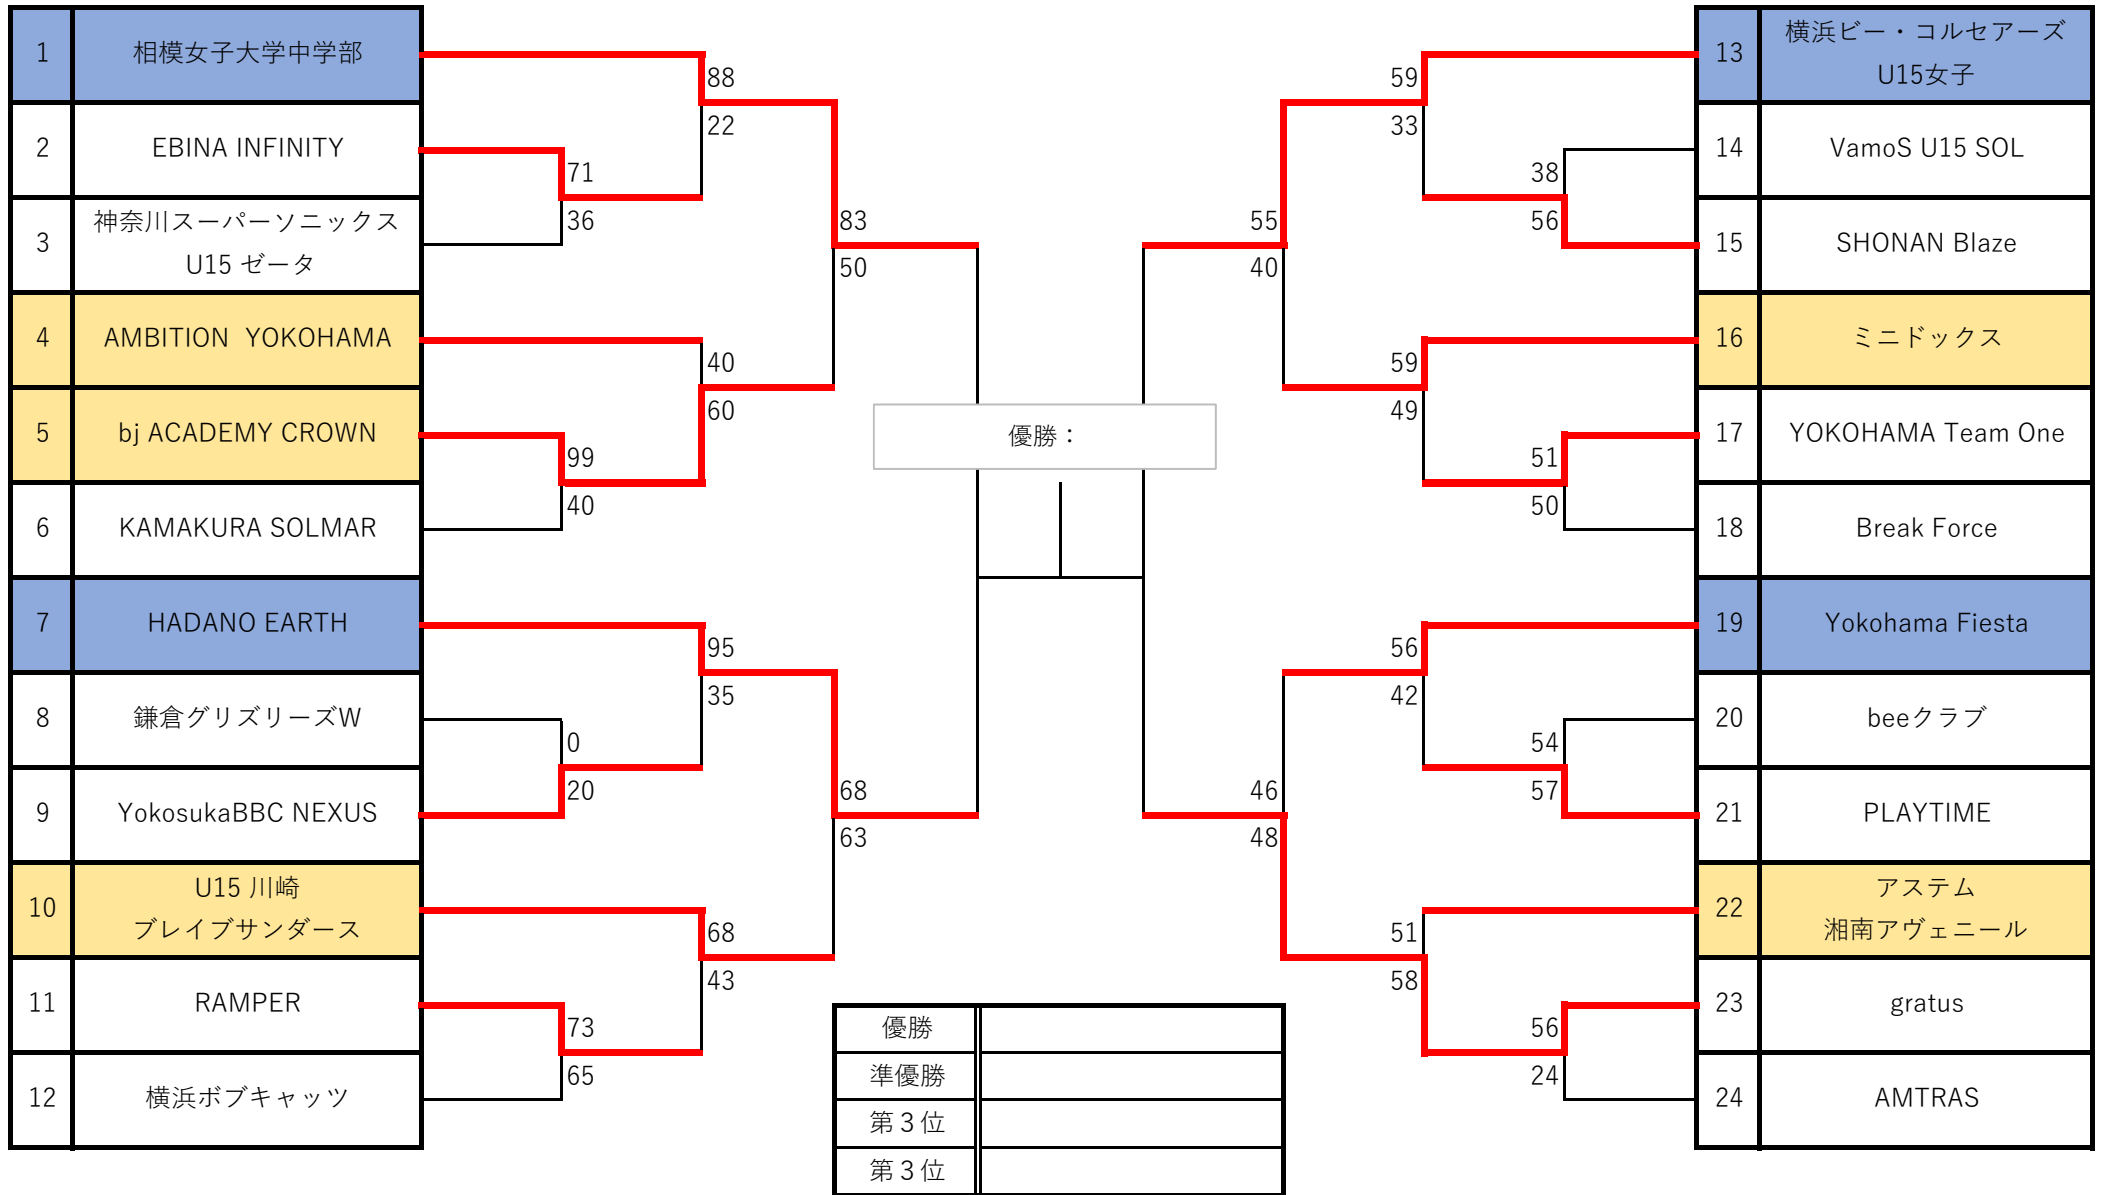 1 相模女子大学中学部
2 EBINA INFINITY
3 神奈川スーパーソニックス
U15 ゼータ
4 AMBITION YOKOHAMA
5 bj ACADEMY CROWN
6 KAMAKURA SOLMAR
7 HADANO EARTH
8 鎌倉グリズリーズW
9 YokosukaBBC NEXUS
10 U15 川崎
ブレイブサンダース
11 RAMPER
12 横浜ボブキャッツ
71
36
99
40
0
20
73
65
88
22
40
60
95
35
68
43
83
50
68
63
優勝：
55
40
46
48
59
33
59
49
56
42
51
58
38
56
51
50
54
57
56
24
13 横浜ビー・コルセアーズ
U15女子
14 VamoS U15 SOL
15 SHONAN Blaze
16 ミニドックス
17 YOKOHAMA Team One
18 Break Force
19 Yokohama Fiesta
20 beeクラブ
21 PLAYTIME
22 アステム
湘南アヴェニール
23 gratus
24 AMTRAS
優勝
準優勝
第３位
第３位